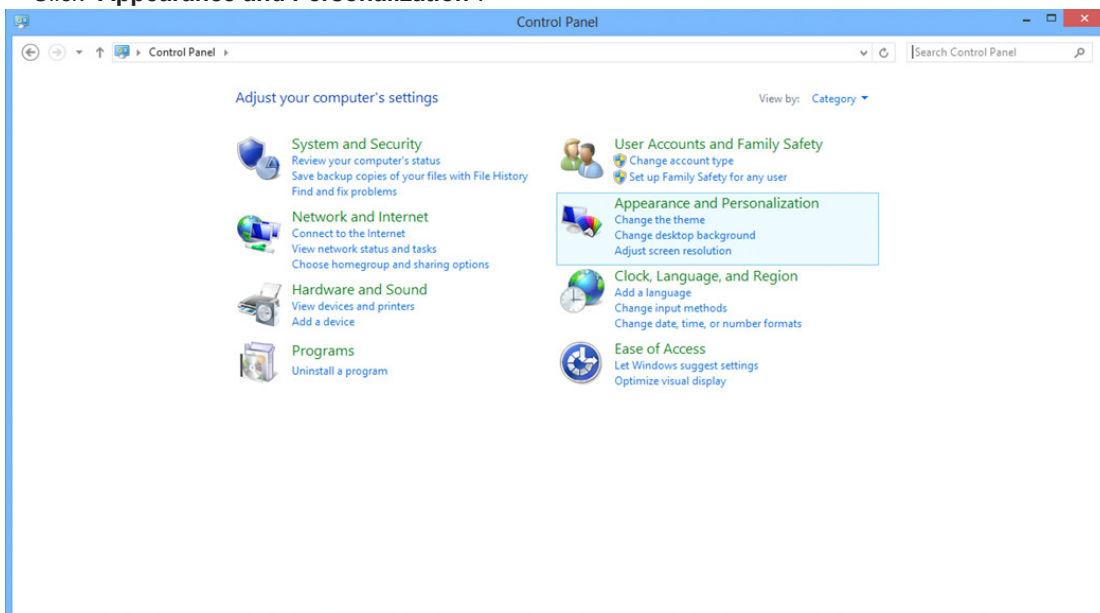 Click "Appearance and Personalization".
Control Panel
Control Panel
Search Control Panel
Adjust your computer's settings
View by: Category
System and Security
Review your computer's status
Save backup copies of your files with File History
Find and fix problems
Network and Internet
Connect to the Internet
View network status and tasks
Choose homegroup and sharing options
Hardware and Sound
View devices and printers
Add a device
Programs
Uninstall a program
User Accounts and Family Safety
Change account type
Set up Family Safety for any user
Appearance and Personalization
Change the theme
Change desktop background
Adjust screen resolution
Clock, Language, and Region
Add a language
Change input methods
Change date, time, or number formats
Ease of Access
Let Windows suggest settings
Optimize visual display